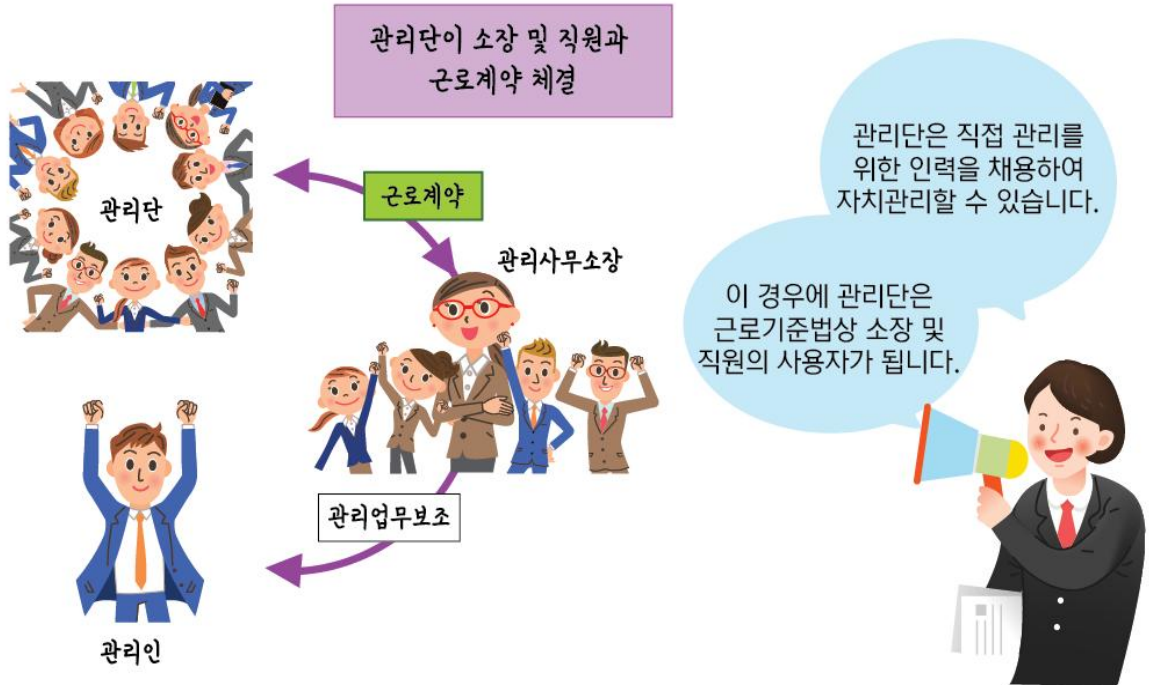 관리단이 소장 및 직원과
근로계약 체결
관리단
근로계약
관리사무소장
관리업무보조
관리인
관리단은 직접 관리를
위한 인력을 채용하여
자치관리할 수 있습니다.
이 경우에 관리단은
근로기준법상 소장 및
직원의 사용자가 됩니다.